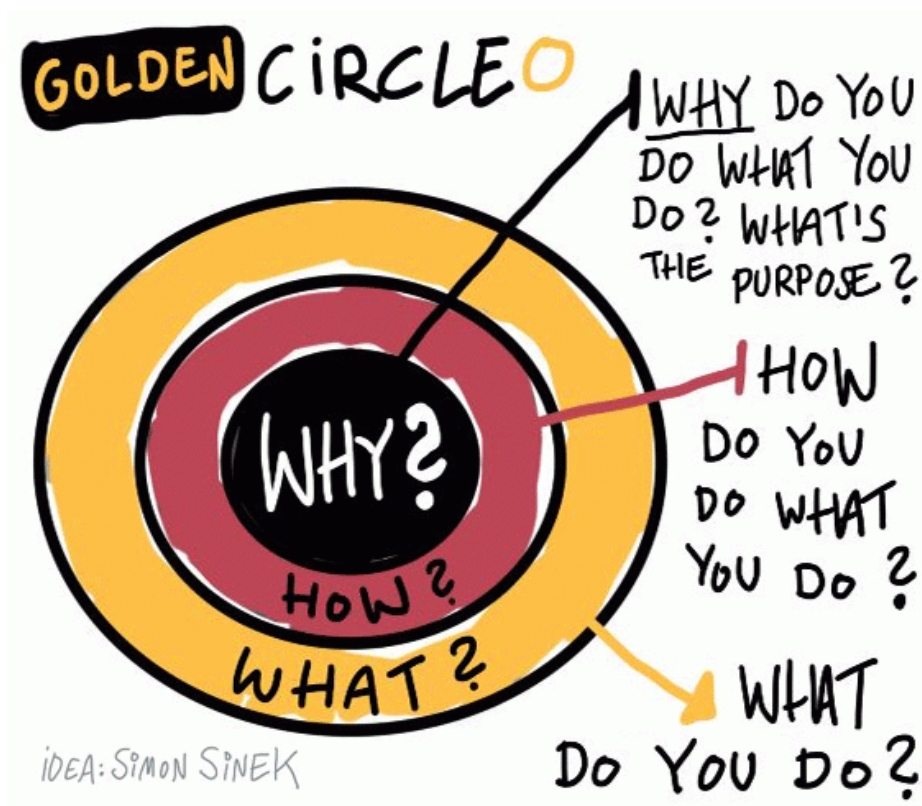 GOLDEN CiRCLE
WHY DO YOU
DO WHAT YOU
DO? WHAT'S
THE PURPOSE?
HOW
DO YOU
DO WHAT
YOU DO?
WHY?
HOW?
WHAT?
WHAT
DO YOU DO?
iDEA: SiMON SiNEK